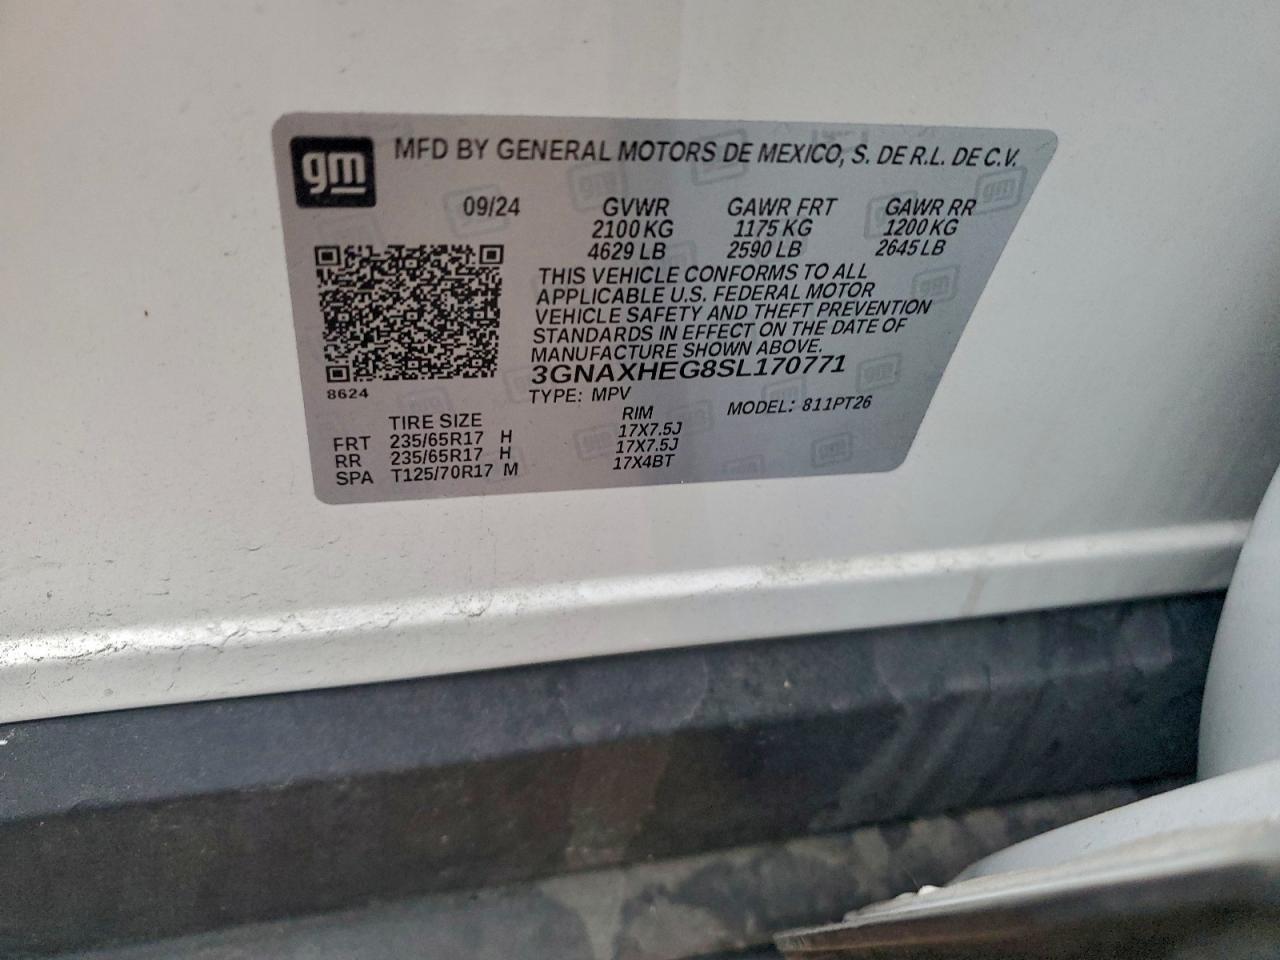 gm MFD BY GENERAL MOTORS DE MEXICO, S. DE R.L. DE C.V.
09/24 GVWR GAWR FRT GAWR RR
2100 KG 1175 KG 1200 KG
4629 LB 2590 LB 2645 LB
THIS VEHICLE CONFORMS TO ALL
APPLICABLE U.S. FEDERAL MOTOR
VEHICLE SAFETY AND THEFT PREVENTION
STANDARDS IN EFFECT ON THE DATE OF
MANUFACTURE SHOWN ABOVE.
3GNAXHEG8SL170771
8624 TYPE: MPV MODEL: 811PT26
TIRE SIZE RIM
FRT 235/65R17 H 17X7.5J
RR 235/65R17 H 17X7.5J
SPA T125/70R17 M 17X4BT